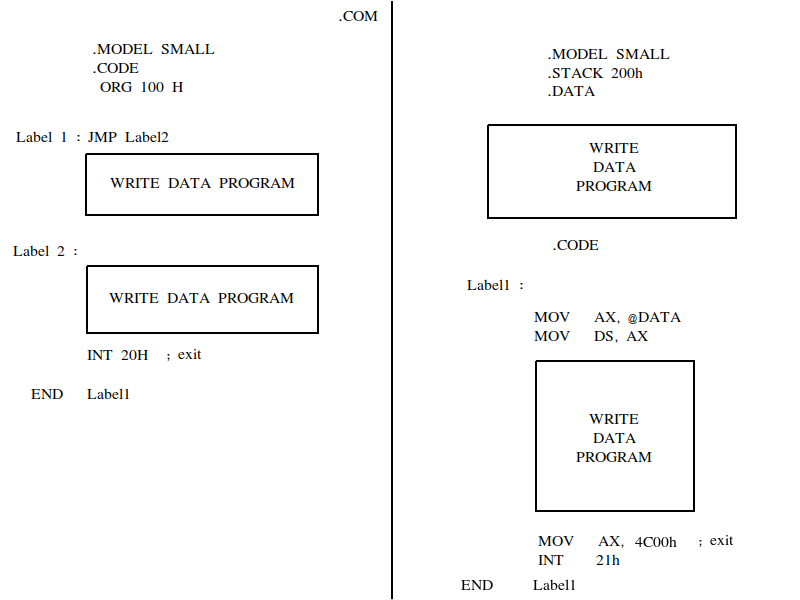 .COM
.MODEL SMALL
.CODE
ORG 100 H
Label 1 : JMP Label2
WRITE DATA PROGRAM
Label 2 :
WRITE DATA PROGRAM
INT 20H ; exit
END Label1
.MODEL SMALL
.STACK 200h
.DATA
WRITE
DATA
PROGRAM
.CODE
Label1 :
MOV AX, @DATA
MOV DS, AX
WRITE
DATA
PROGRAM
MOV AX, 4C00h ; exit
INT 21h
END Label1